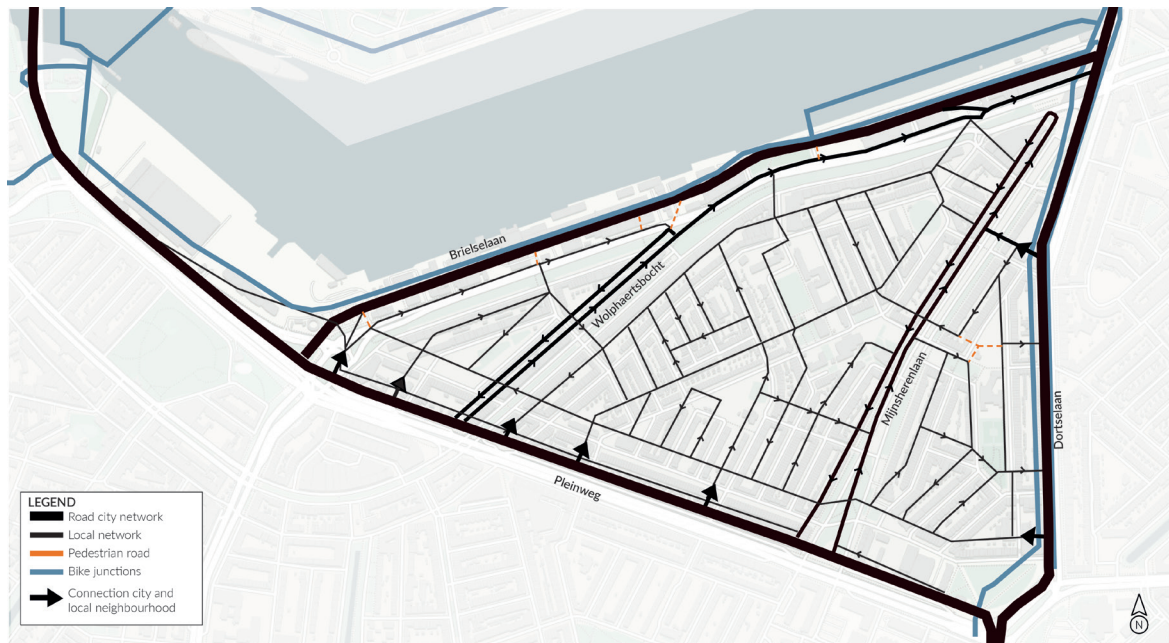 Brielselaan
Wolphaertsbocht
Mijnsherenlaan
Dortselaan
Pleinweg
LEGEND
Road city network
Local network
Pedestrian road
Bike junctions
Connection city and
local neighbourhood
N